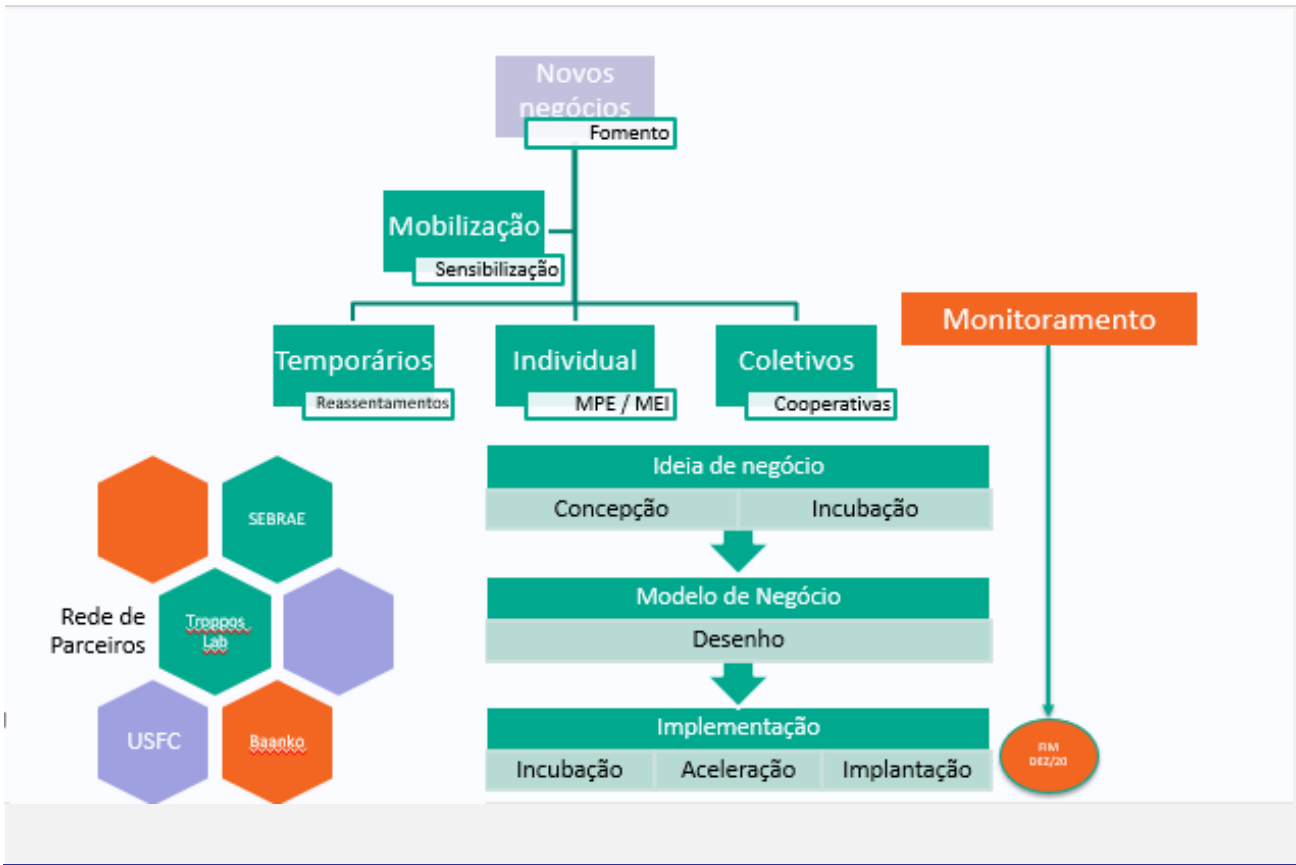 Novos
negócios
Fomento
Mobilização
Sensibilização
Temporários
Reassentamentos
Individual
MPE / MEI
Coletivos
Cooperativas
Monitoramento
Ideia de negócio
Concepção
Incubação
Modelo de Negócio
Desenho
Implementação
Incubação
Aceleração
Implantação
FIM
DEZ/20
Rede de
Parceiros
SEBRAE
Troppos
Lab
USFC
Baanko